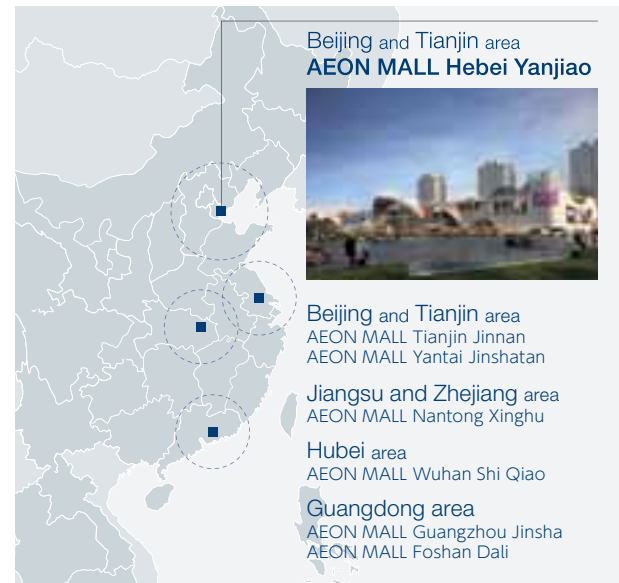 Beijing and Tianjin area
AEON MALL Hebei Yanjiao
Beijing and Tianjin area
AEON MALL Tianjin Jinnan
AEON MALL Yantai Jinshatan
Jiangsu and Zhejiang area
AEON MALL Nantong Xinghu
Hubei area
AEON MALL Wuhan Shi Qiao
Guangdong area
AEON MALL Guangzhou Jinsha
AEON MALL Foshan Dali